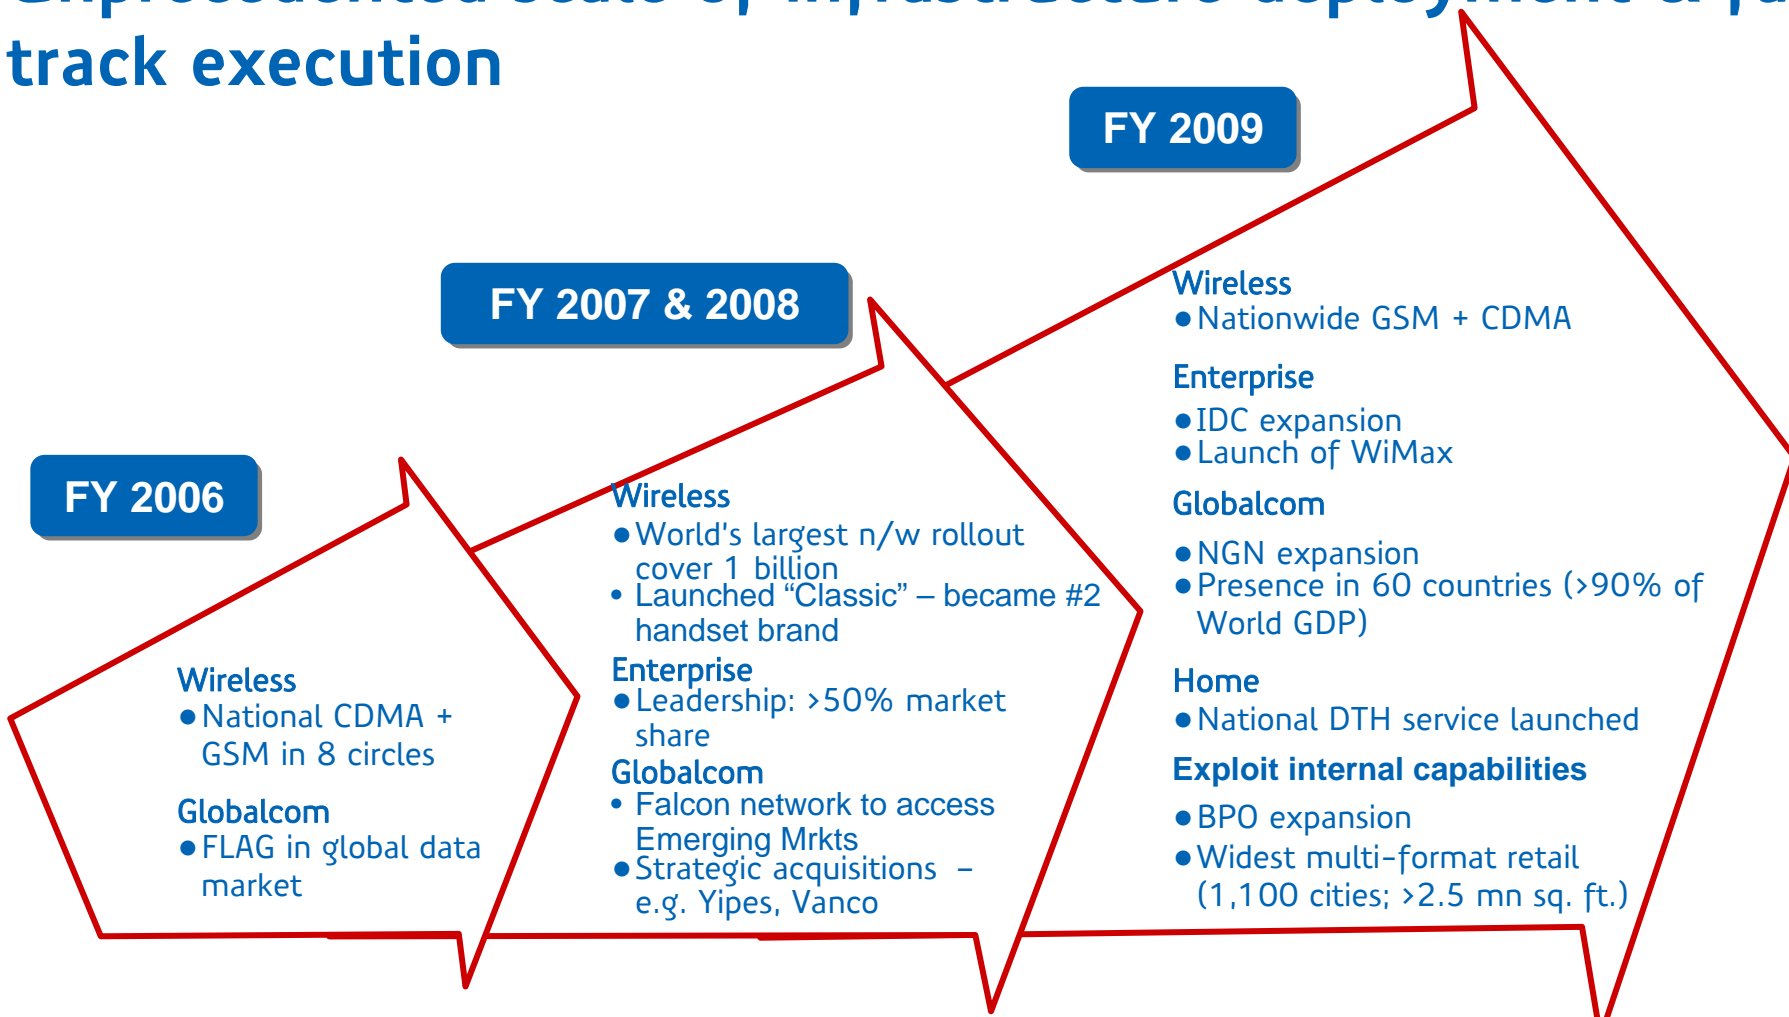 scale of infrastructure deployment &
track execution
FY 2009
FY 2007 & 2008
FY 2006
Wireless
●National CDMA +
GSM in 8 circles
Globalcom
●FLAG in global data
market
Wireless
●World's largest n/w rollout
cover 1 billion
• Launched “Classic” – became #2
handset brand
Enterprise
●Leadership: >50% market
share
Globalcom
• Falcon network to access
Emerging Mrkts
●Strategic acquisitions –
e.g. Yipes, Vanco
Wireless
●Nationwide GSM + CDMA
Enterprise
●IDC expansion
●Launch of WiMax
Globalcom
●NGN expansion
●Presence in 60 countries (>90% of
World GDP)
Home
●National DTH service launched
Exploit internal capabilities
●BPO expansion
●Widest multi-format retail
(1,100 cities; >2.5 mn sq. ft.)